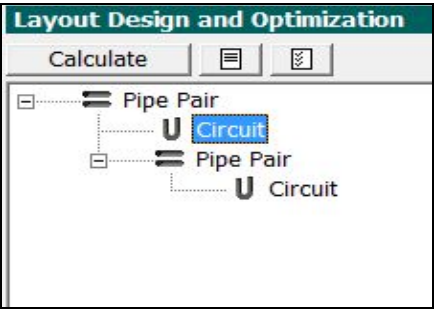 Layout Design and Optimization
Calculate
Pipe Pair
Circuit
Pipe Pair
Circuit